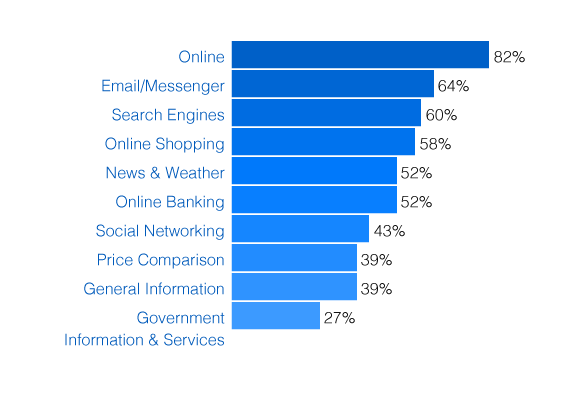 Online 82%
Email/Messenger 64%
Search Engines 60%
Online Shopping 58%
News & Weather 52%
Online Banking 52%
Social Networking 43%
Price Comparison 39%
General Information 39%
Government 27%
Information & Services